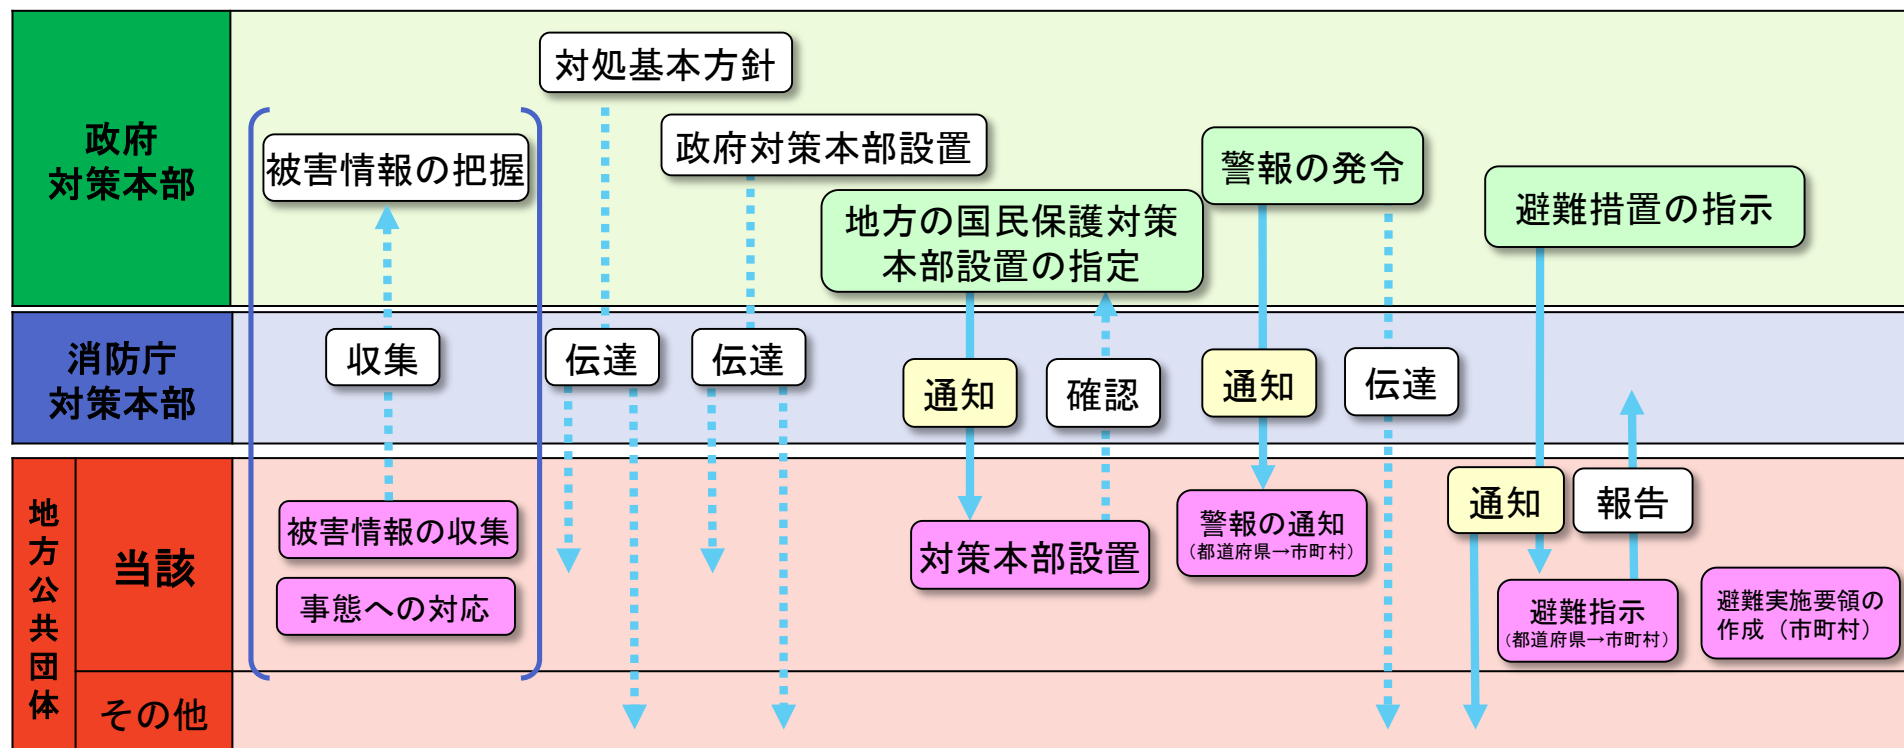 政府
対策本部
対処基本方針
被害情報の把握
政府対策本部設置
警報の発令
地方の国民保護対策
本部設置の指定
避難措置の指示
消防庁
対策本部
収集
伝達
伝達
通知
確認
通知
伝達
地方公共団体
当該
被害情報の収集
事態への対応
対策本部設置
警報の通知
（都道府県→市町村）
通知
報告
避難指示
（都道府県→市町村）
避難実施要領の
作成（市町村）
その他